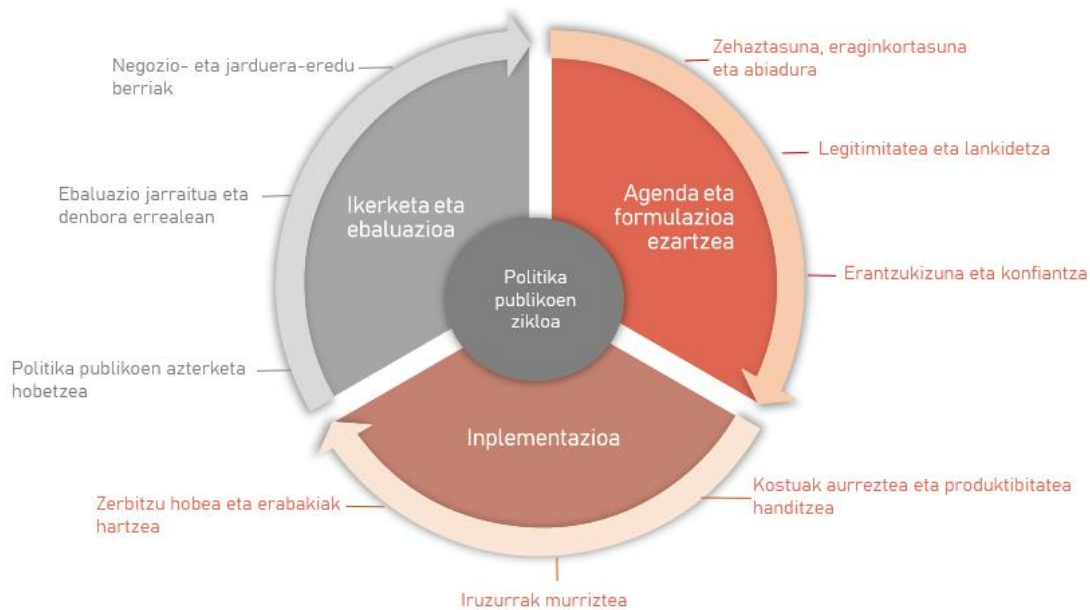 Negozio- eta jarduera-eredu
berriak
Ebaluazio jarraitua eta
denbora errealean
Politika publikoen azterketa
hobetzea
Ikerketa eta
ebaluazioa
Zehaztasuna, eraginkortasuna
eta abiadura
Legitimitatea eta lankidetza
Erantzukizuna eta konfiantza
Agenda eta
formulazioa
ezartzea
Politika
publikoen
zikloa
Inplementazioa
Kostuak aurreztea eta produktibitatea
handitzea
Iruzurrak murriztea
Zerbitzu hobea eta erabakiak
hartzea